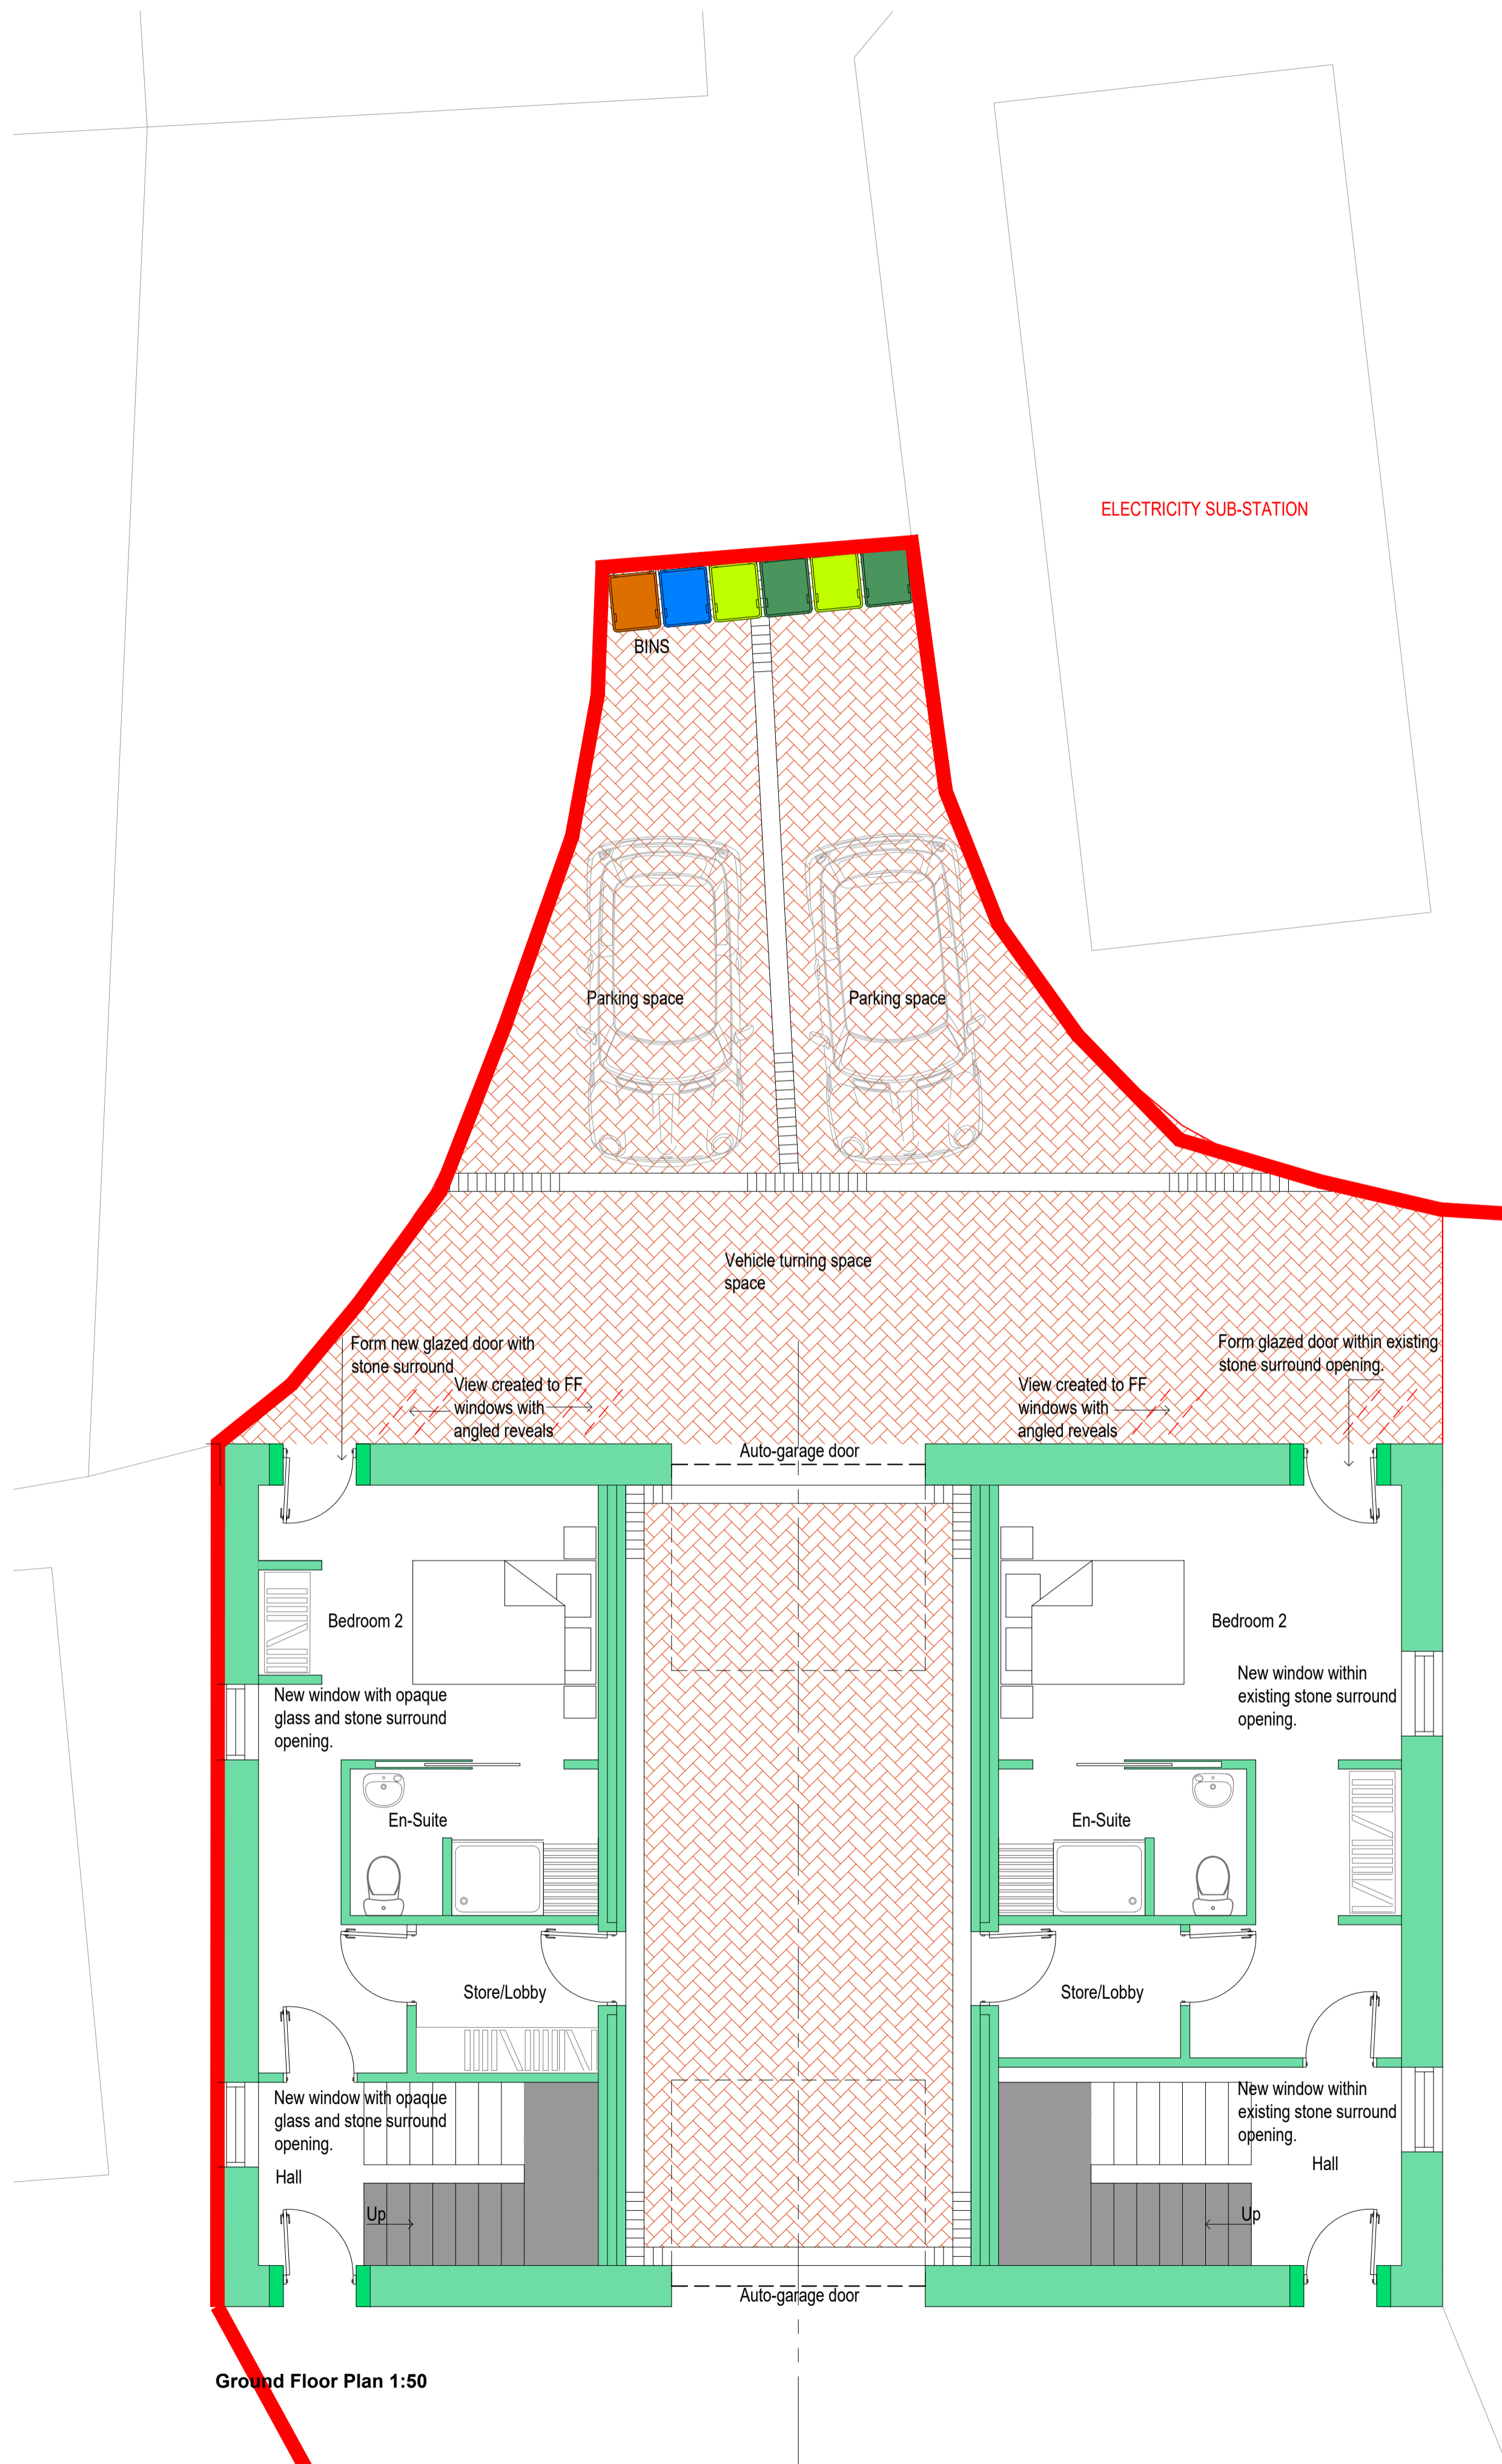 ELECTRICITY SUB-STATION
BINS
Parking space
Parking space
Vehicle turning space
space
Form new glazed door with
stone surround
View created to FF
windows with
angled reveals
View created to FF
windows with
angled reveals
Form glazed door within existing
stone surround opening.
Auto-garage door
Bedroom 2
Bedroom 2
New window with opaque
glass and stone surround
opening.
New window within
existing stone surround
opening.
En-Suite
En-Suite
Store/Lobby
Store/Lobby
New window with opaque
glass and stone surround
opening.
New window within
existing stone surround
opening.
Hall
Hall
Up
Up
Auto-garage door
Ground Floor Plan 1:50